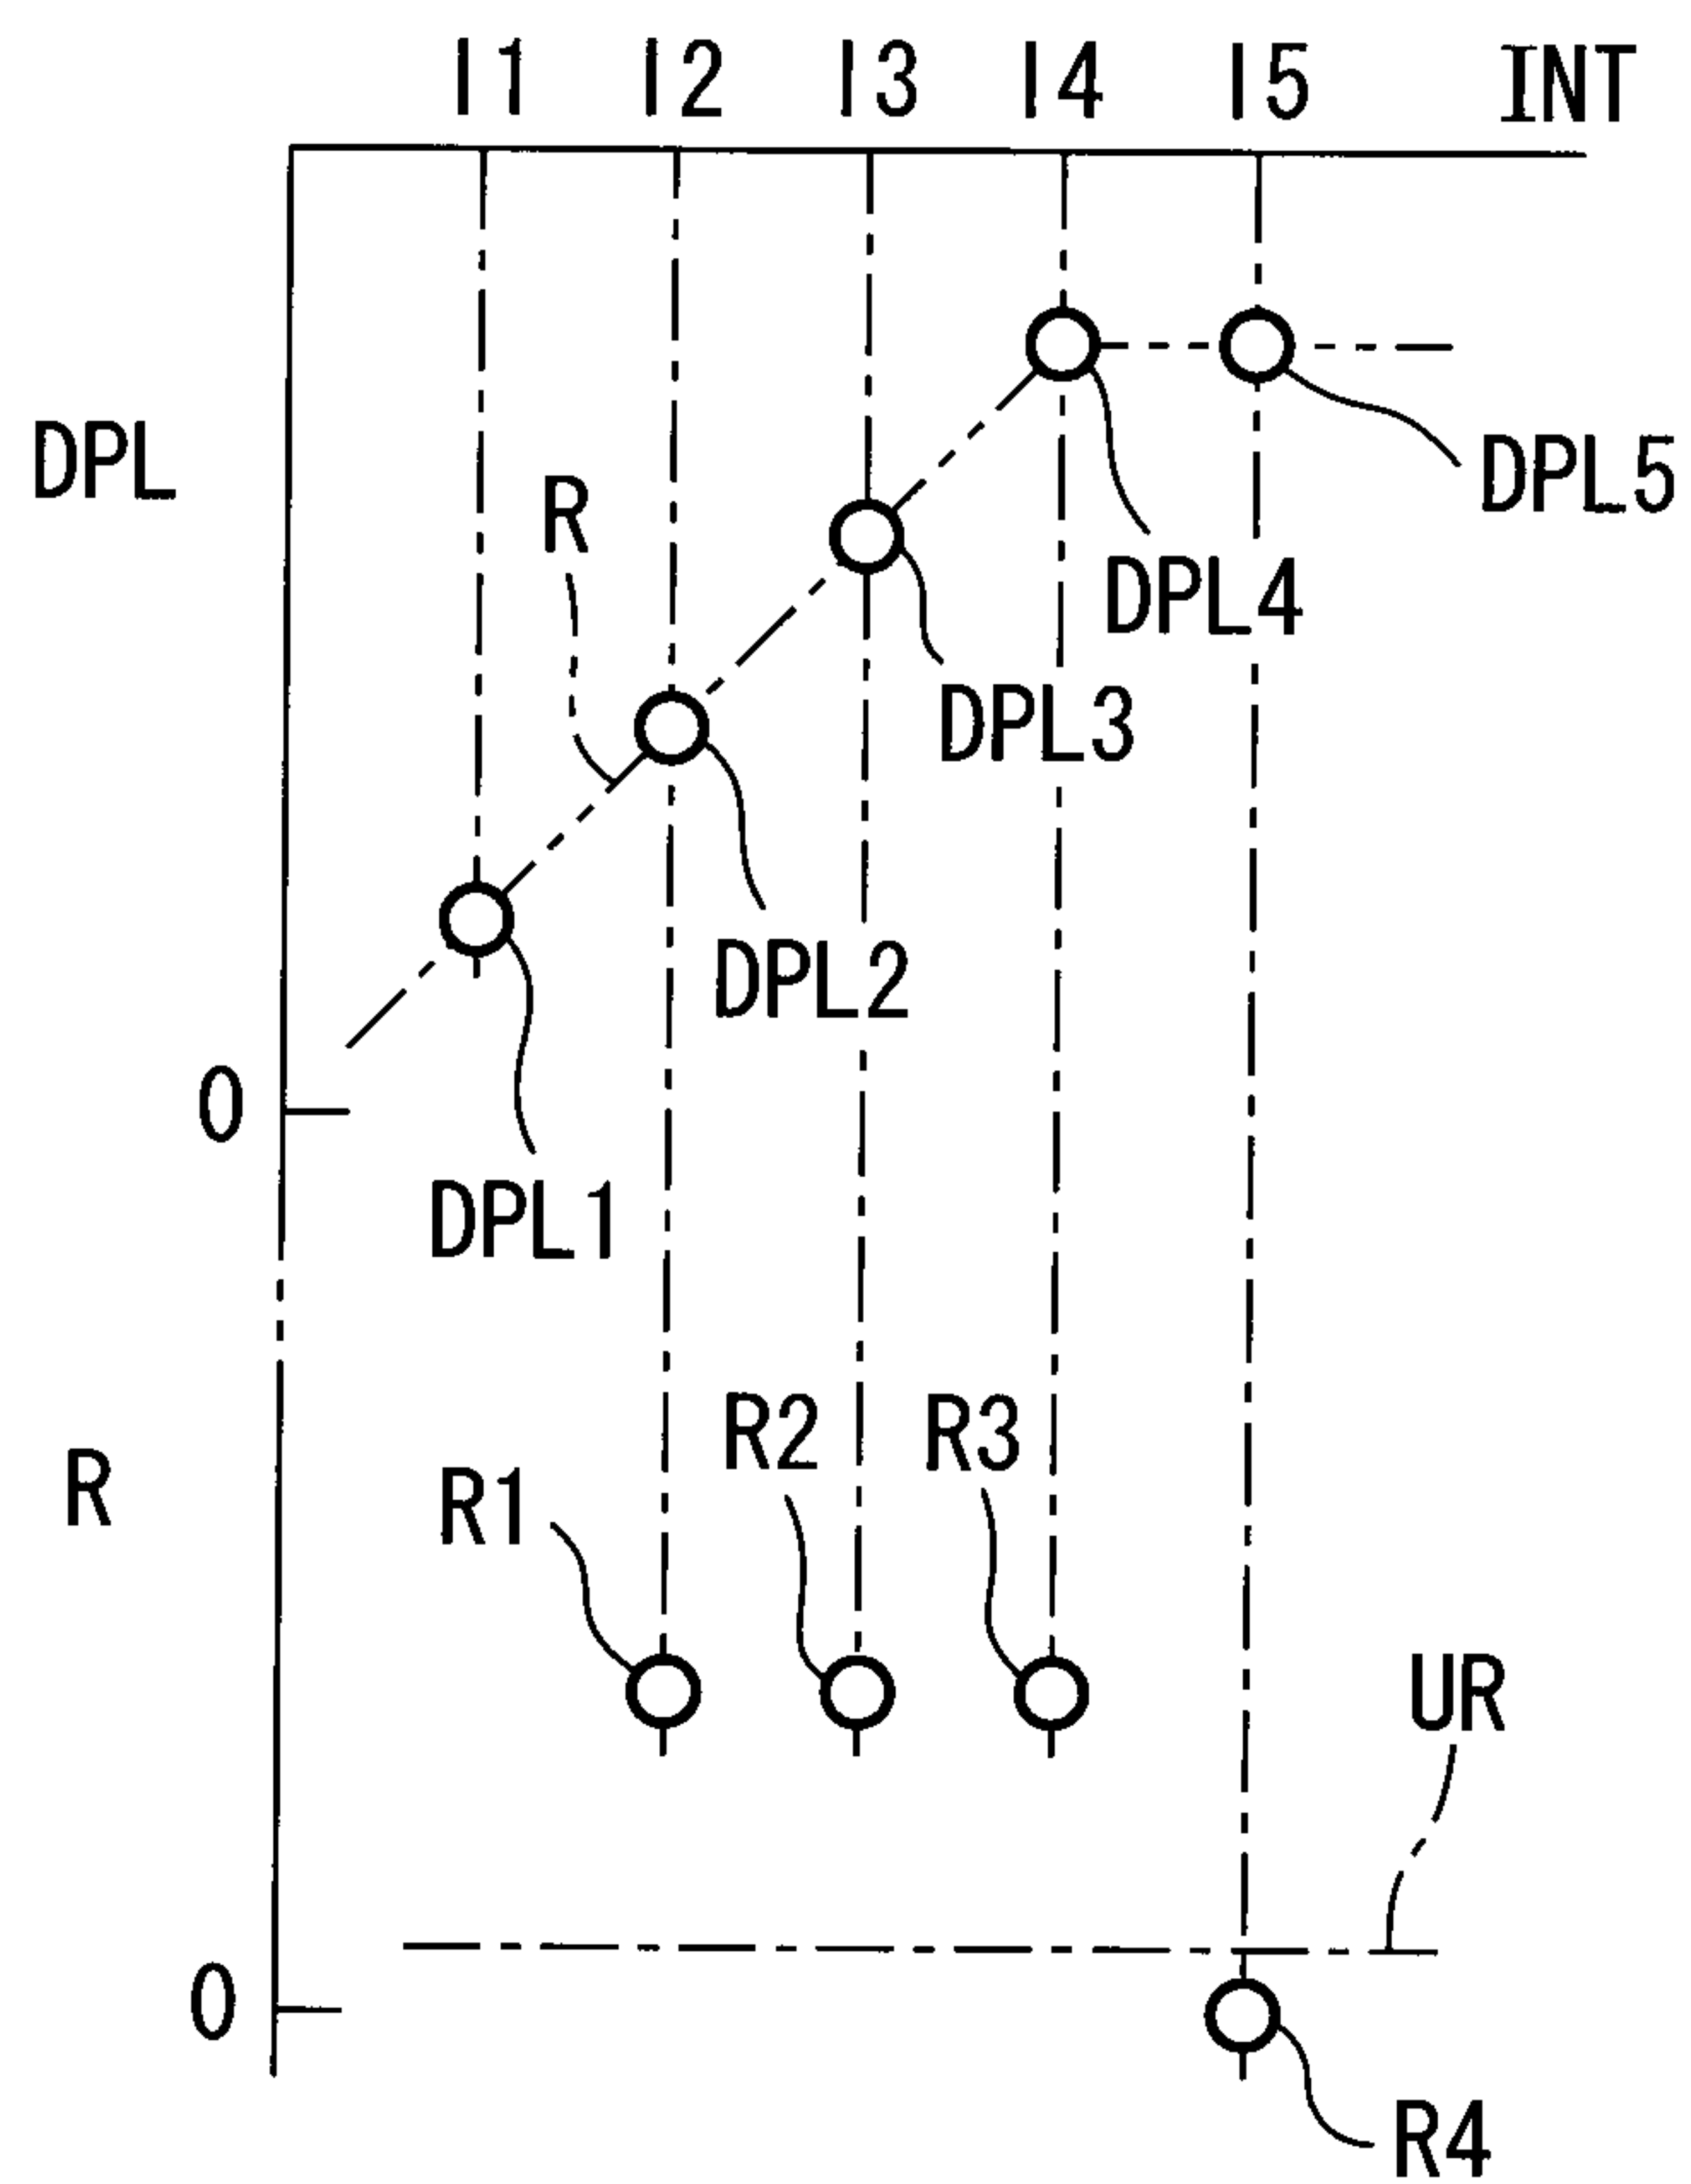 I1 I2 I3 I4 I5 INT
DPL
R
DPL5
DPL4
DPL3
DPL2
0
DPL1
R
R1
R2
R3
UR
0
R4